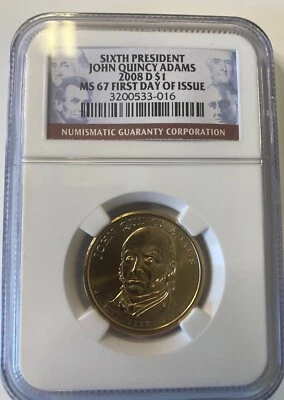 SIXTH PRESIDENT
JOHN QUINCY ADAMS
2008 D $1
MS 67 FIRST DAY OF ISSUE
3200533-016
NUMISMATIC GUARANTY CORPORATION
JOHN QUINCY ADAMS